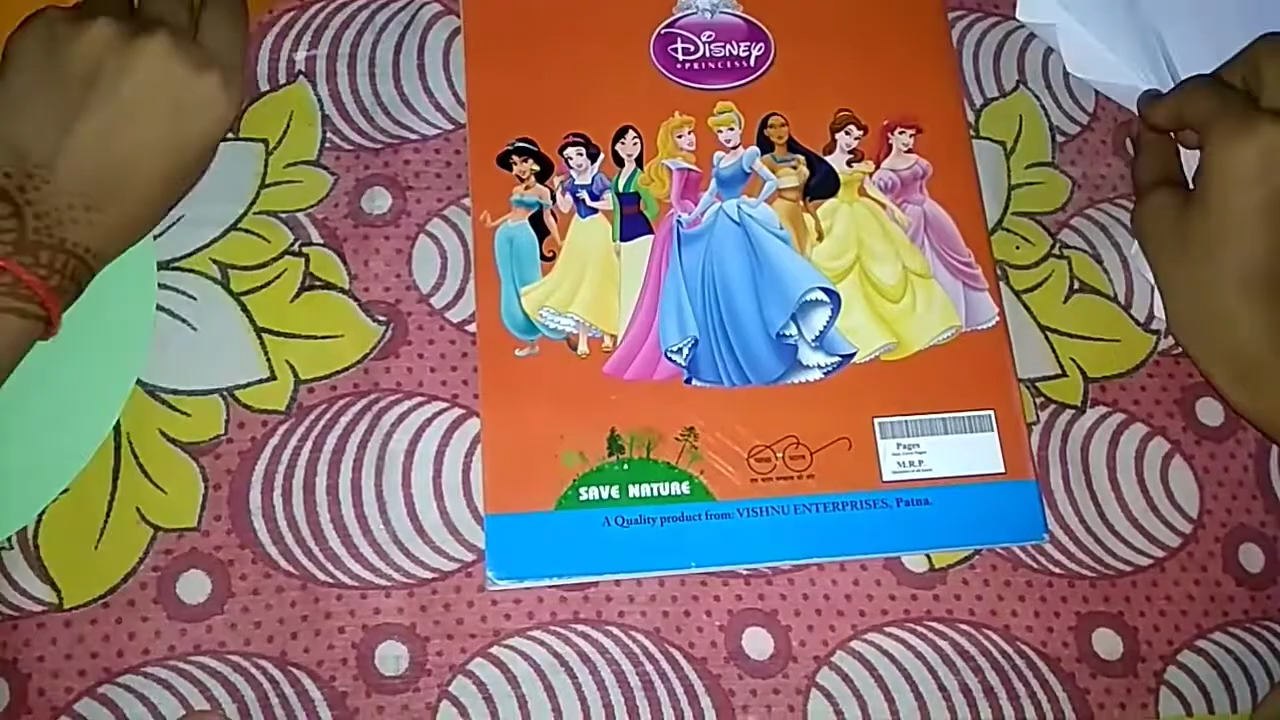 Disney
PRINCESS
SAVE NATURE
Pages
M.R.P.
A Quality product from: VISHNU ENTERPRISES, Patna.